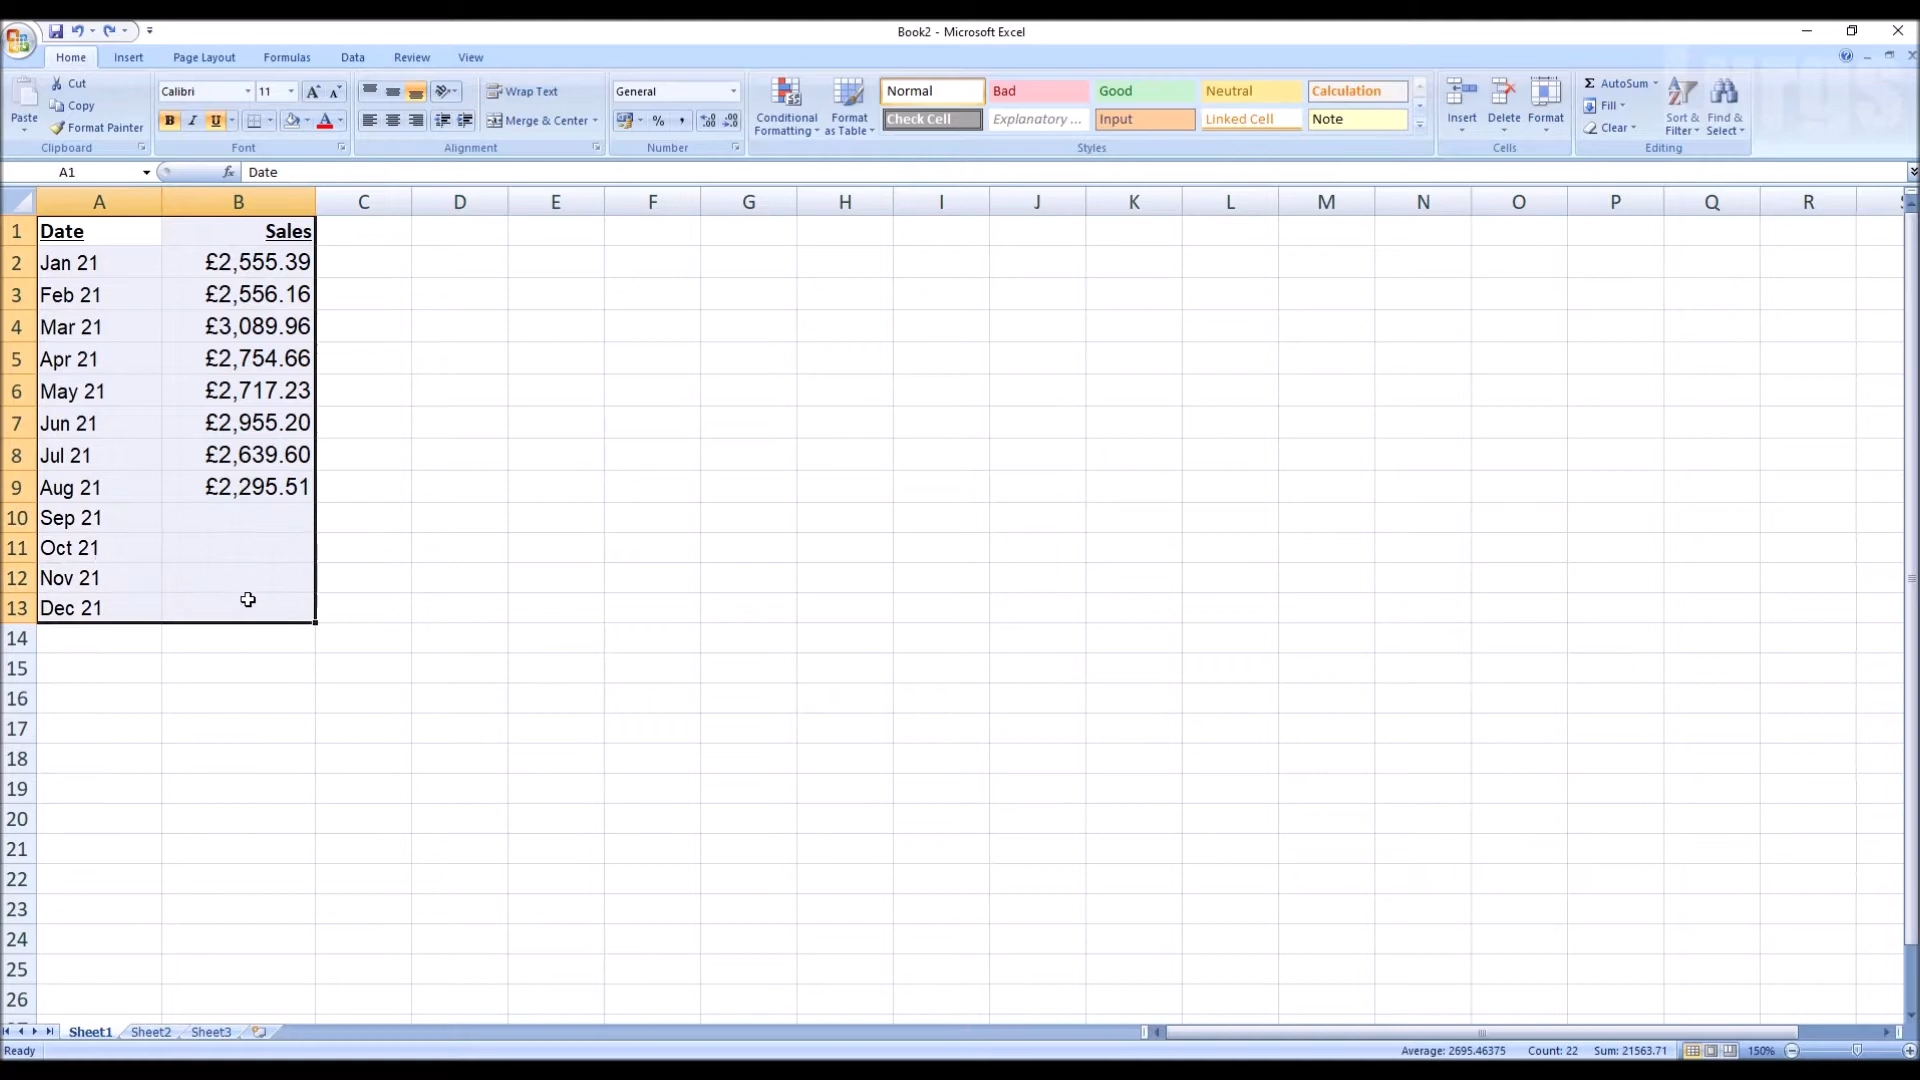 Book2 - Microsoft Excel
Home Insert Page Layout Formulas Data Review View
Paste Cut Copy Format Painter Clipboard
Calibri 11 Font
Wrap Text Merge & Center Alignment
General Number
Conditional Formatting Format as Table
Normal Bad Good Neutral Calculation
Check Cell Explanatory ... Input Linked Cell Note
Styles
Insert Delete Format Cells
AutoSum Fill Clear Sort & Filter Find & Select Editing
A1 fx Date
A B C D E F G H I J K L M N O P Q R
1 Date Sales
2 Jan 21 £2,555.39
3 Feb 21 £2,556.16
4 Mar 21 £3,089.96
5 Apr 21 £2,754.66
6 May 21 £2,717.23
7 Jun 21 £2,955.20
8 Jul 21 £2,639.60
9 Aug 21 £2,295.51
10 Sep 21
11 Oct 21
12 Nov 21
13 Dec 21
14
15
16
17
18
19
20
21
22
23
24
25
26
Sheet1 Sheet2 Sheet3
Ready Average: 2695.46375 Count: 22 Sum: 21563.71 150%